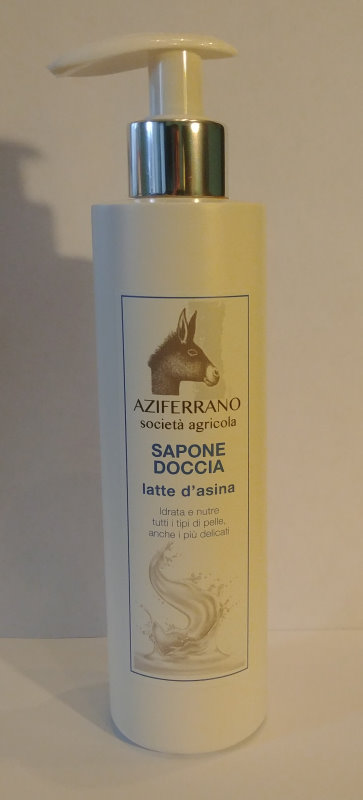 AZIFERRANO
società agricola
SAPONE
DOCCIA
latte d'asina
Idrata e nutre
tutti i tipi di pelle,
anche i più delicati